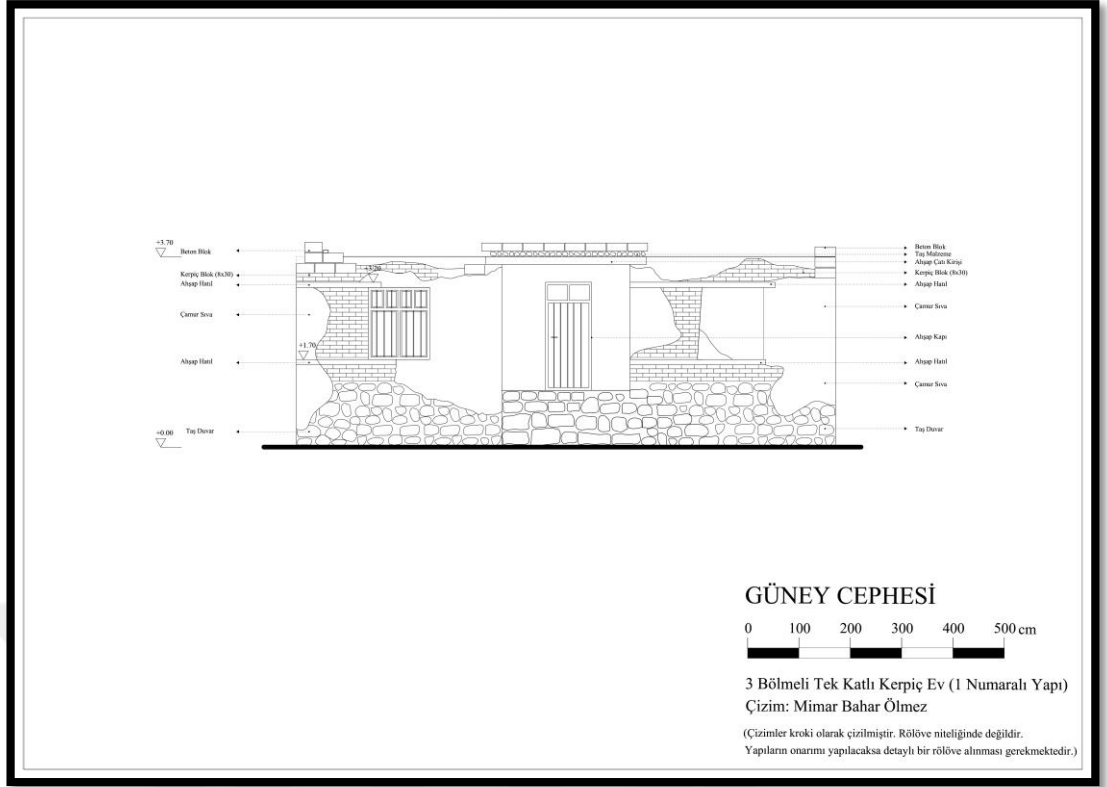 +3.70
Beton Blok
Kerpiç Blok (8x30)
+3.20
Ahşap Hatıl
Çamur Sıva
+1.70
Ahşap Hatıl
Taş Duvar
+0.00
Beton Blok
Taş Malzeme
Ahşap Çatı Kirişi
Kerpiç Blok (8x30)
Ahşap Hatıl
Çamur Sıva
Ahşap Kapı
Ahşap Hatıl
Çamur Sıva
Taş Duvar
GÜNEY CEPHESİ
0 100 200 300 400 500 cm
3 Bölmeli Tek Katlı Kerpiç Ev (1 Numaralı Yapı)
Çizim: Mimar Bahar Ölmez
(Çizimler kroki olarak çizilmiştir. Rölöve niteliğinde değildir.
Yapıların onarımı yapılacaksa detaylı bir rölöve alınması gerekmektedir.)